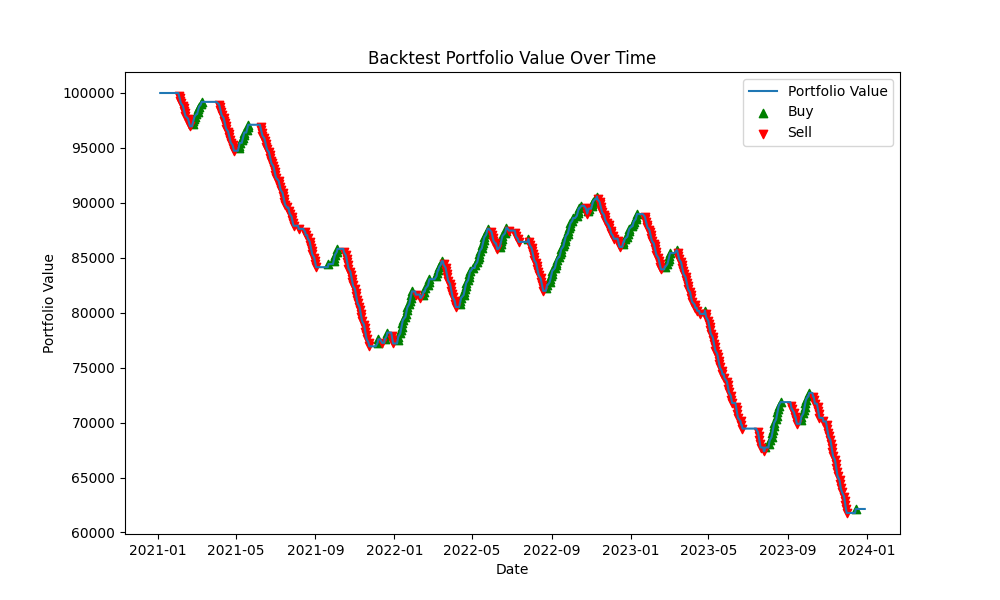 Backtest Portfolio Value Over Time
Portfolio Value
Buy
Sell
Portfolio Value
100000
95000
90000
85000
80000
75000
70000
65000
60000
2021-01 2021-05 2021-09 2022-01 2022-05 2022-09 2023-01 2023-05 2023-09 2024-01
Date